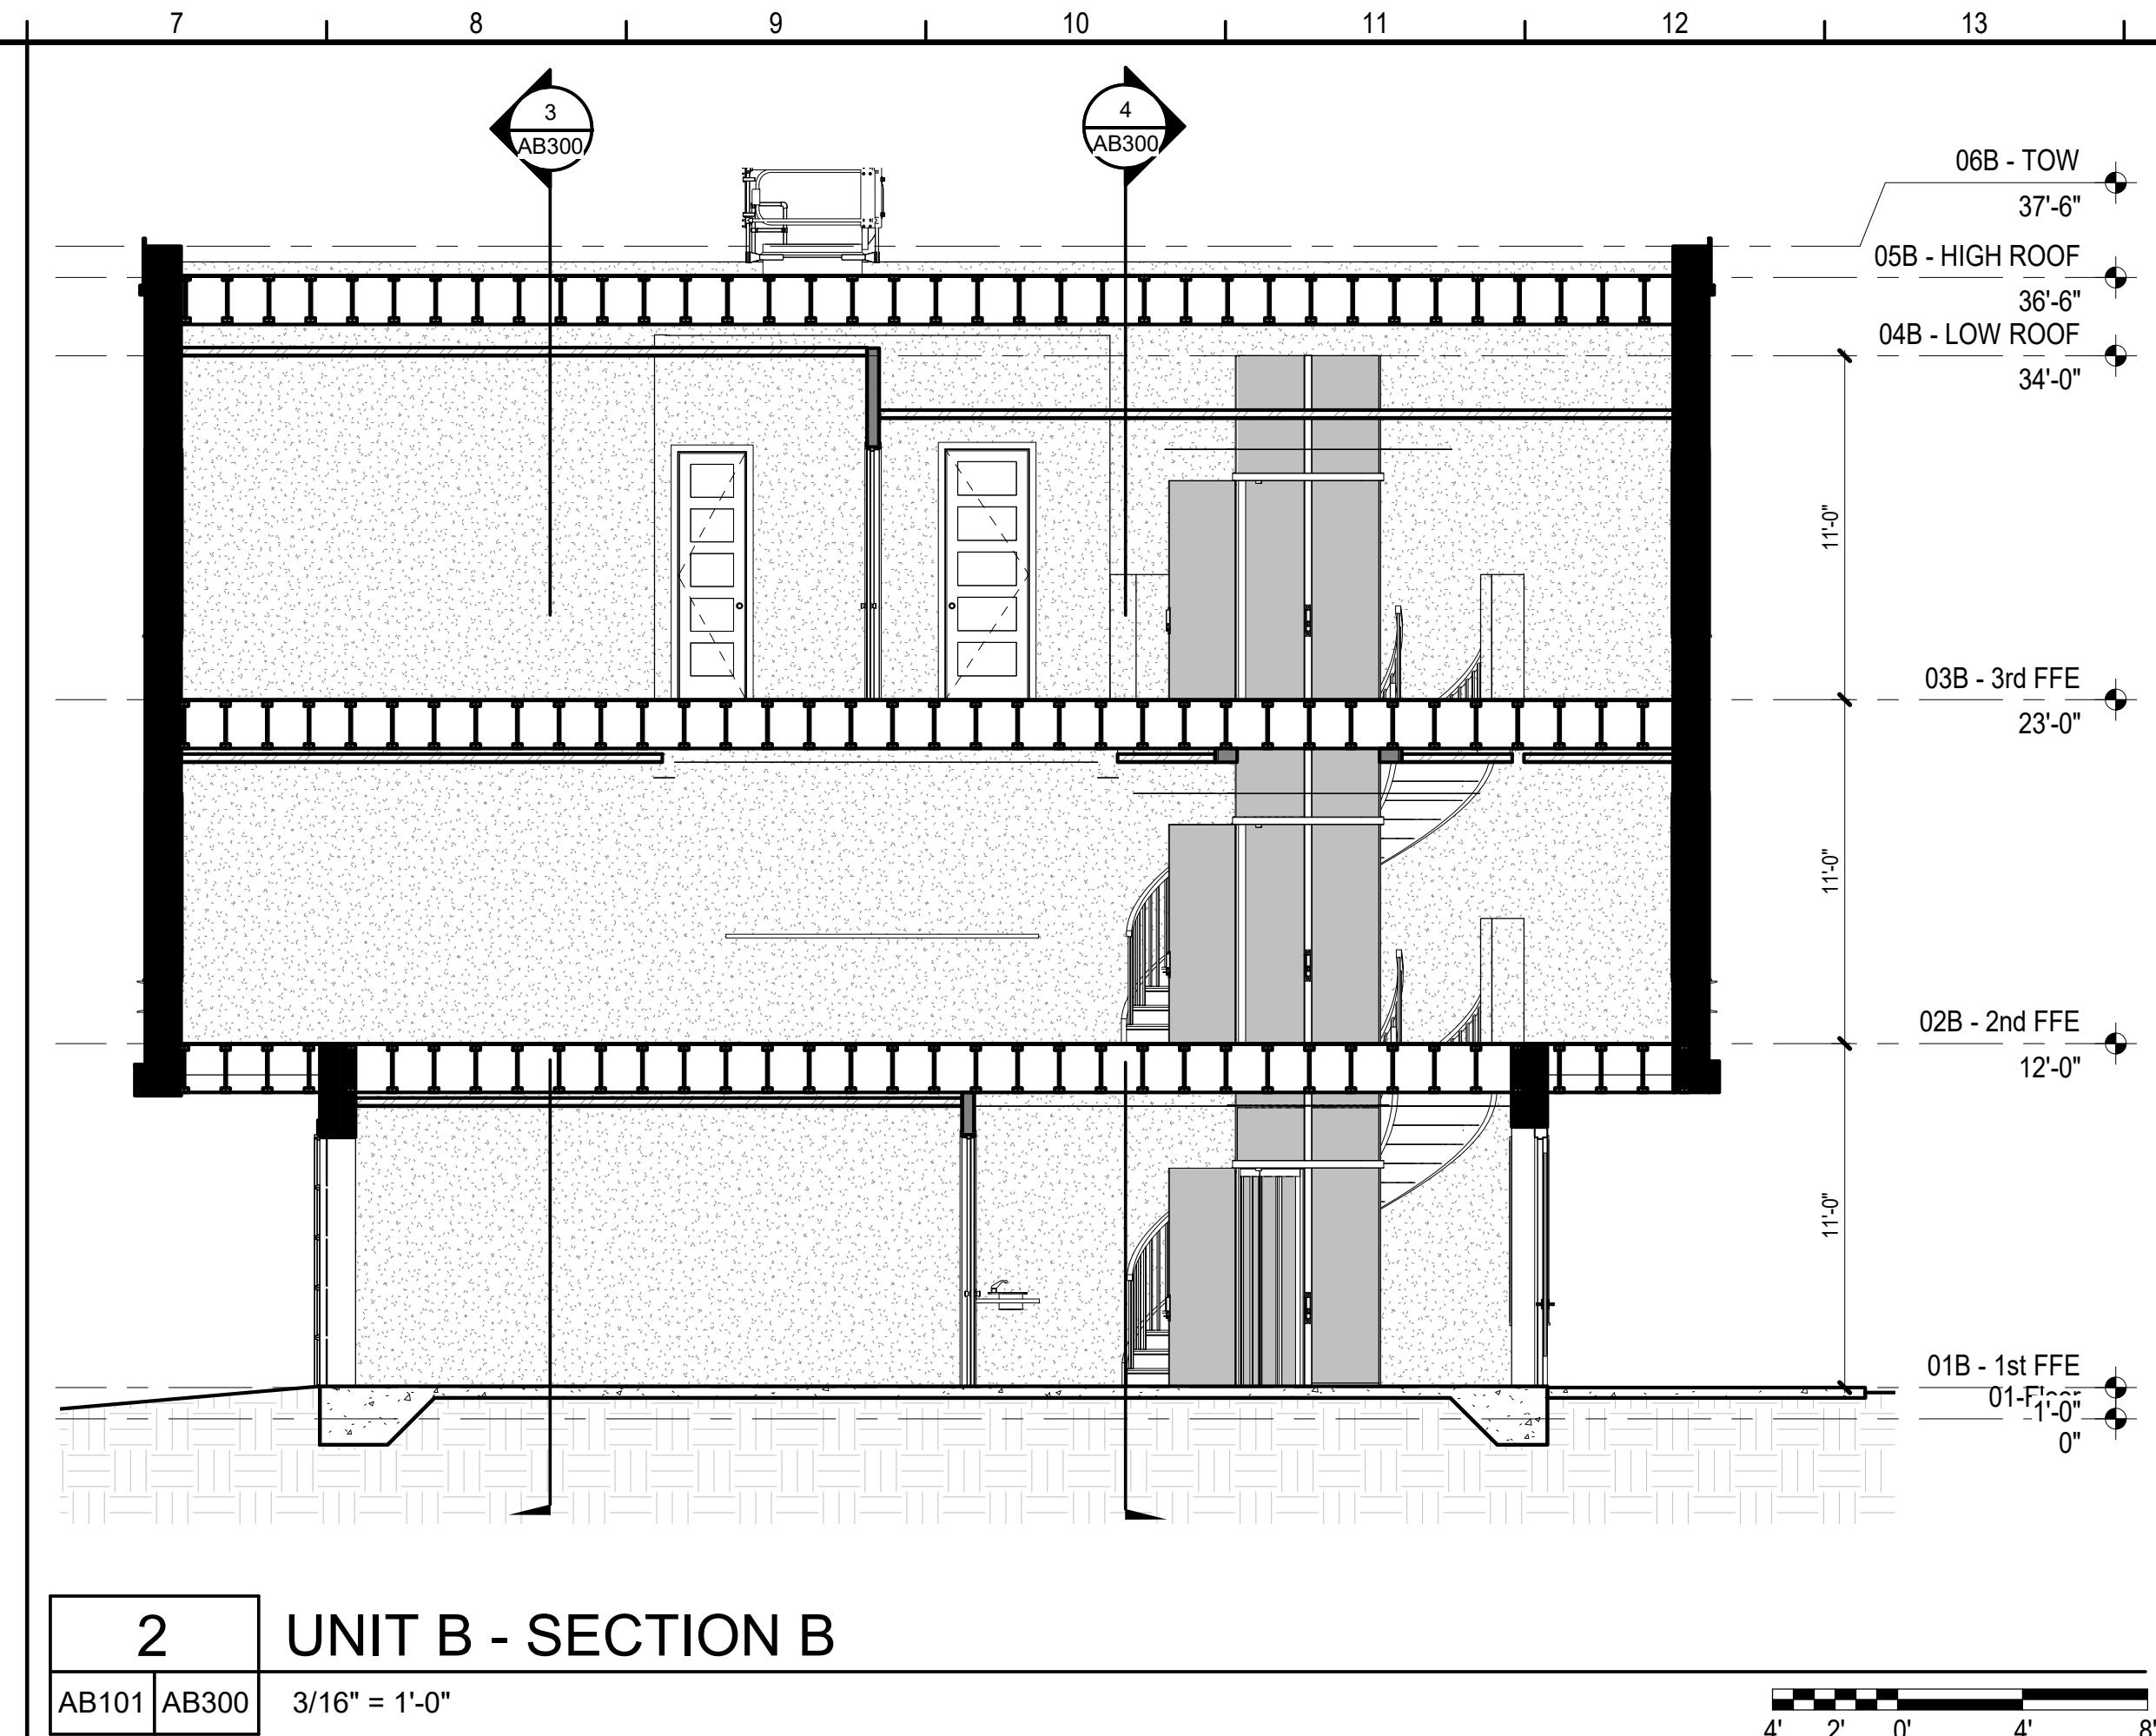 7 8 9 10 11 12 13
3
AB300
4
AB300
06B - TOW
37'-6"
05B - HIGH ROOF
36'-6"
04B - LOW ROOF
34'-0"
11'-0"
03B - 3rd FFE
23'-0"
11'-0"
02B - 2nd FFE
12'-0"
11'-0"
01B - 1st FFE
01-Floor
1'-0"
0"
2
UNIT B - SECTION B
AB101 AB300
3/16" = 1'-0"
4' 2' 0' 4' 8'